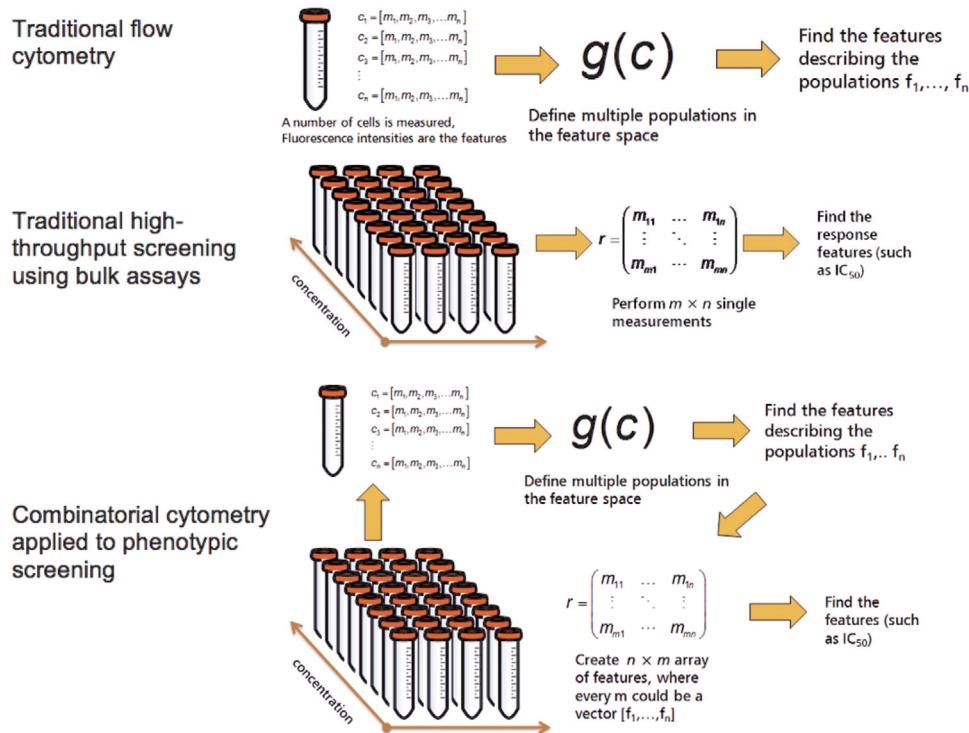 Traditional flow
cytometry
c₁ = [m₁, m₂, m₃, ...mₙ]
c₂ = [m₁, m₂, m₃, ...mₙ]
c₃ = [m₁, m₂, m₃, ...mₙ]
⋮
cₙ = [m₁, m₂, m₃, ...mₙ]
A number of cells is measured,
Fluorescence intensities are the features
g(c)
Define multiple populations in
the feature space
Find the features
describing the
populations f₁,..., fₙ
Traditional high-
throughput screening
using bulk assays
concentration
r = ( m₁₁ ... m₁ₙ
⋮ ⋱ ⋮
mₘ₁ ... mₘₙ )
Perform m × n single
measurements
Find the
response
features (such
as IC₅₀)
Combinatorial cytometry
applied to phenotypic
screening
c₁ = [m₁, m₂, m₃, ...mₙ]
c₂ = [m₁, m₂, m₃, ...mₙ]
c₃ = [m₁, m₂, m₃, ...mₙ]
⋮
cₙ = [m₁, m₂, m₃, ...mₙ]
g(c)
Define multiple populations in
the feature space
Find the features
describing the
populations f₁,.. fₙ
concentration
r = ( m₁₁ ... m₁ₙ
⋮ ⋱ ⋮
mₘ₁ ... mₘₙ )
Create n × m array
of features, where
every m could be a
vector [f₁,...,fₙ]
Find the
features (such
as IC₅₀)